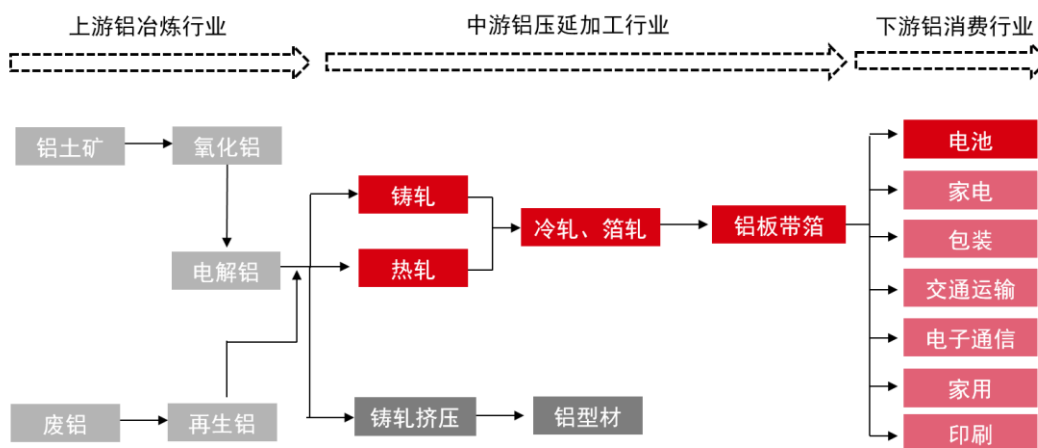 上游铝冶炼行业
中游铝压延加工行业
下游铝消费行业
铝土矿
氧化铝
电解铝
废铝
再生铝
铸轧
热轧
冷轧、箔轧
铝板带箔
铸轧挤压
铝型材
电池
家电
包装
交通运输
电子通信
家用
印刷